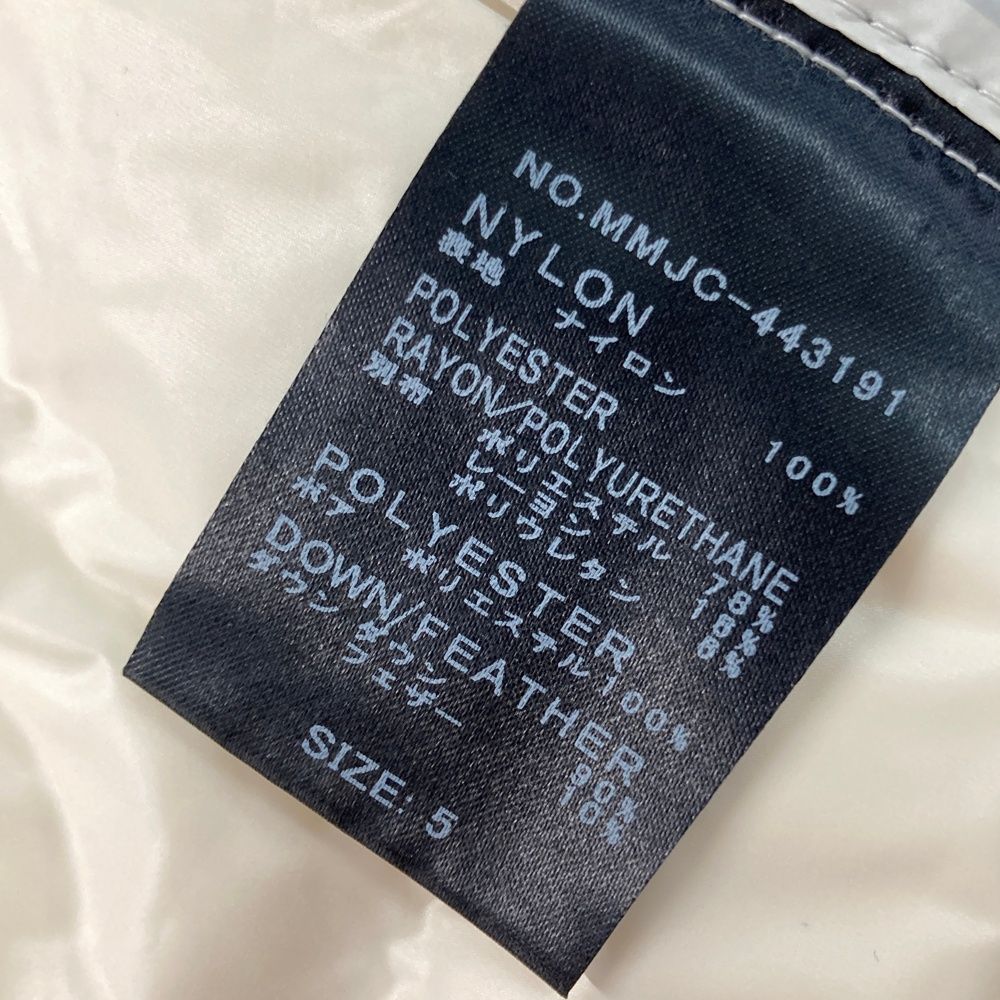 NO.MMJC-443191
NYLON
表地 ナイロン 100%
POLYESTER
RAYON/POLYURETHANE
別布 ポリエステル 78%
レーヨン 16%
ポリウレタン 6%
POLYESTER
ボア ポリエステル100%
DOWN/FEATHER
ダウン ダウン 90%
フェザー 10%
SIZE: 5